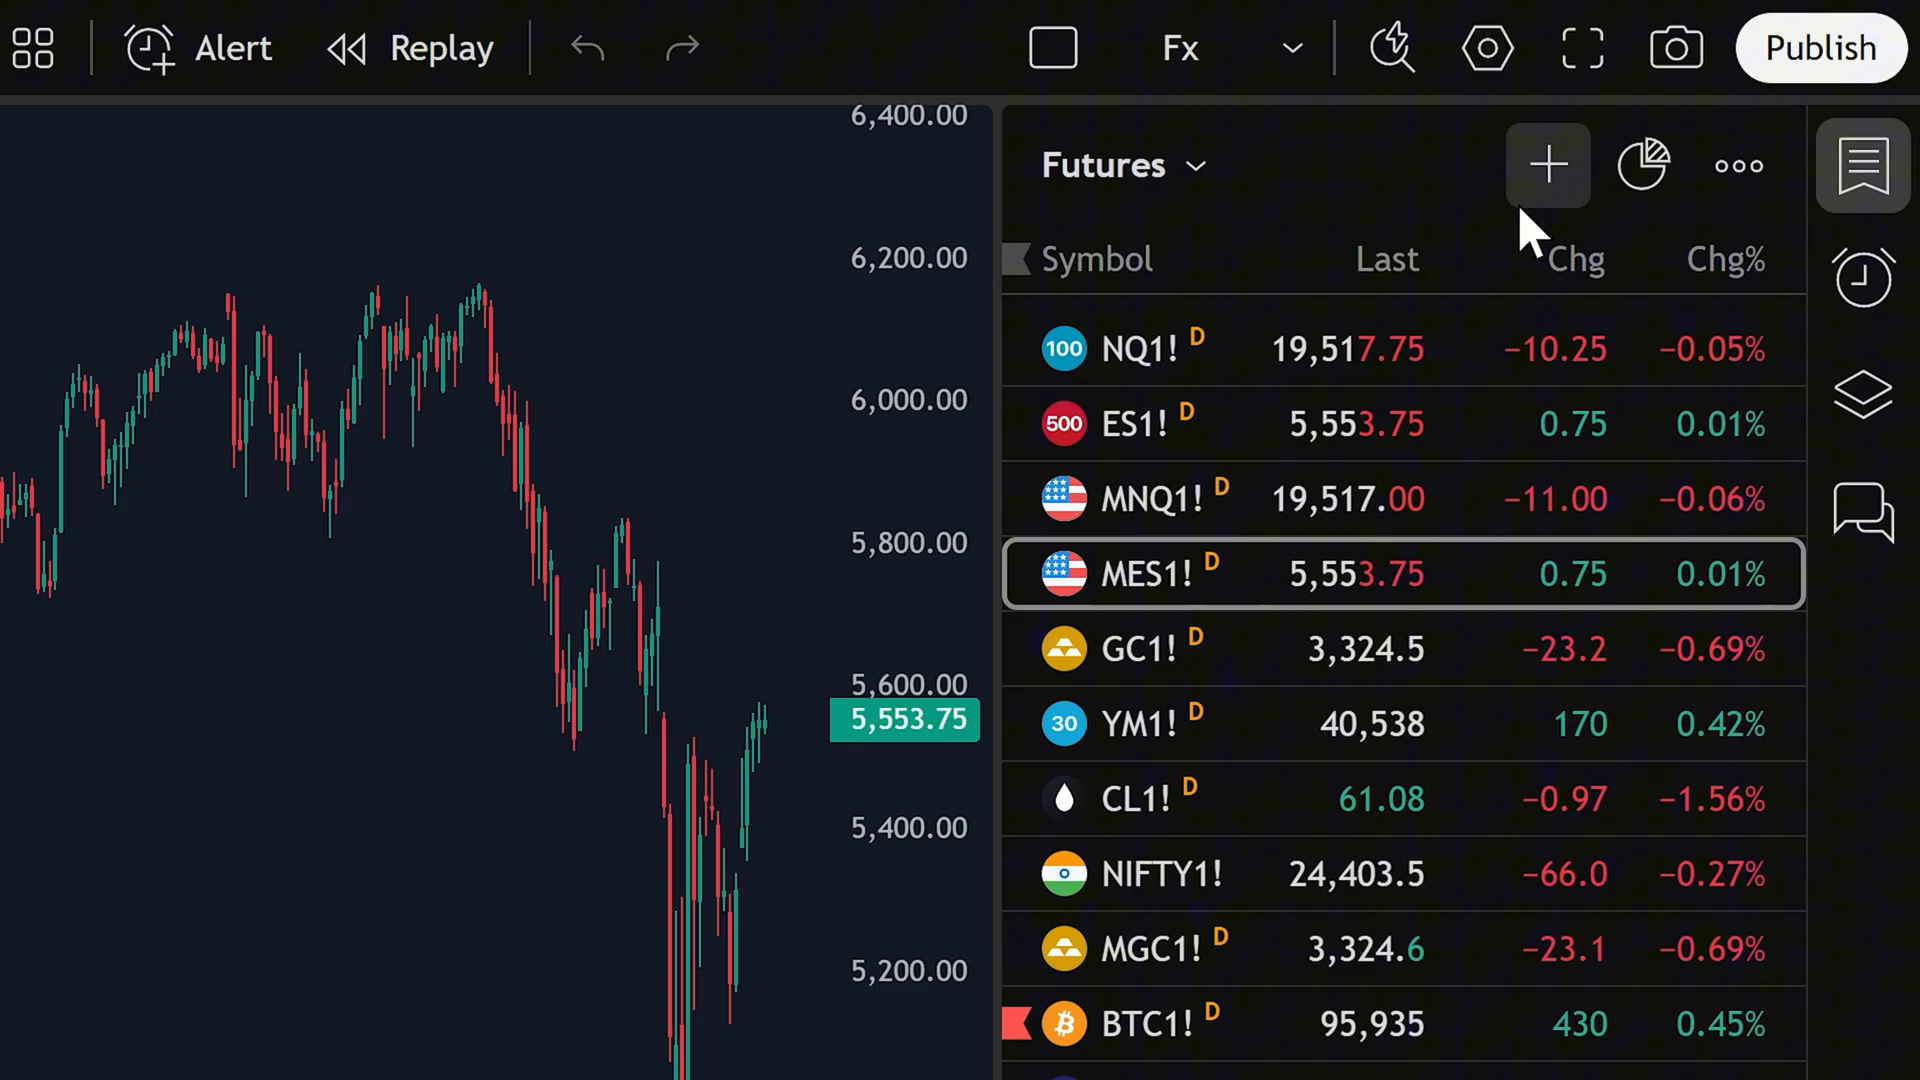 Alert Replay Fx Publish
6,400.00
6,200.00
6,000.00
5,800.00
5,600.00
5,553.75
5,400.00
5,200.00
Futures
Symbol Last Chg Chg%
100 NQ1! D 19,517.75 −10.25 −0.05%
500 ES1! D 5,553.75 0.75 0.01%
MNQ1! D 19,517.00 −11.00 −0.06%
MES1! D 5,553.75 0.75 0.01%
GC1! D 3,324.5 −23.2 −0.69%
30 YM1! D 40,538 170 0.42%
CL1! D 61.08 −0.97 −1.56%
NIFTY1! 24,403.5 −66.0 −0.27%
MGC1! D 3,324.6 −23.1 −0.69%
BTC1! D 95,935 430 0.45%